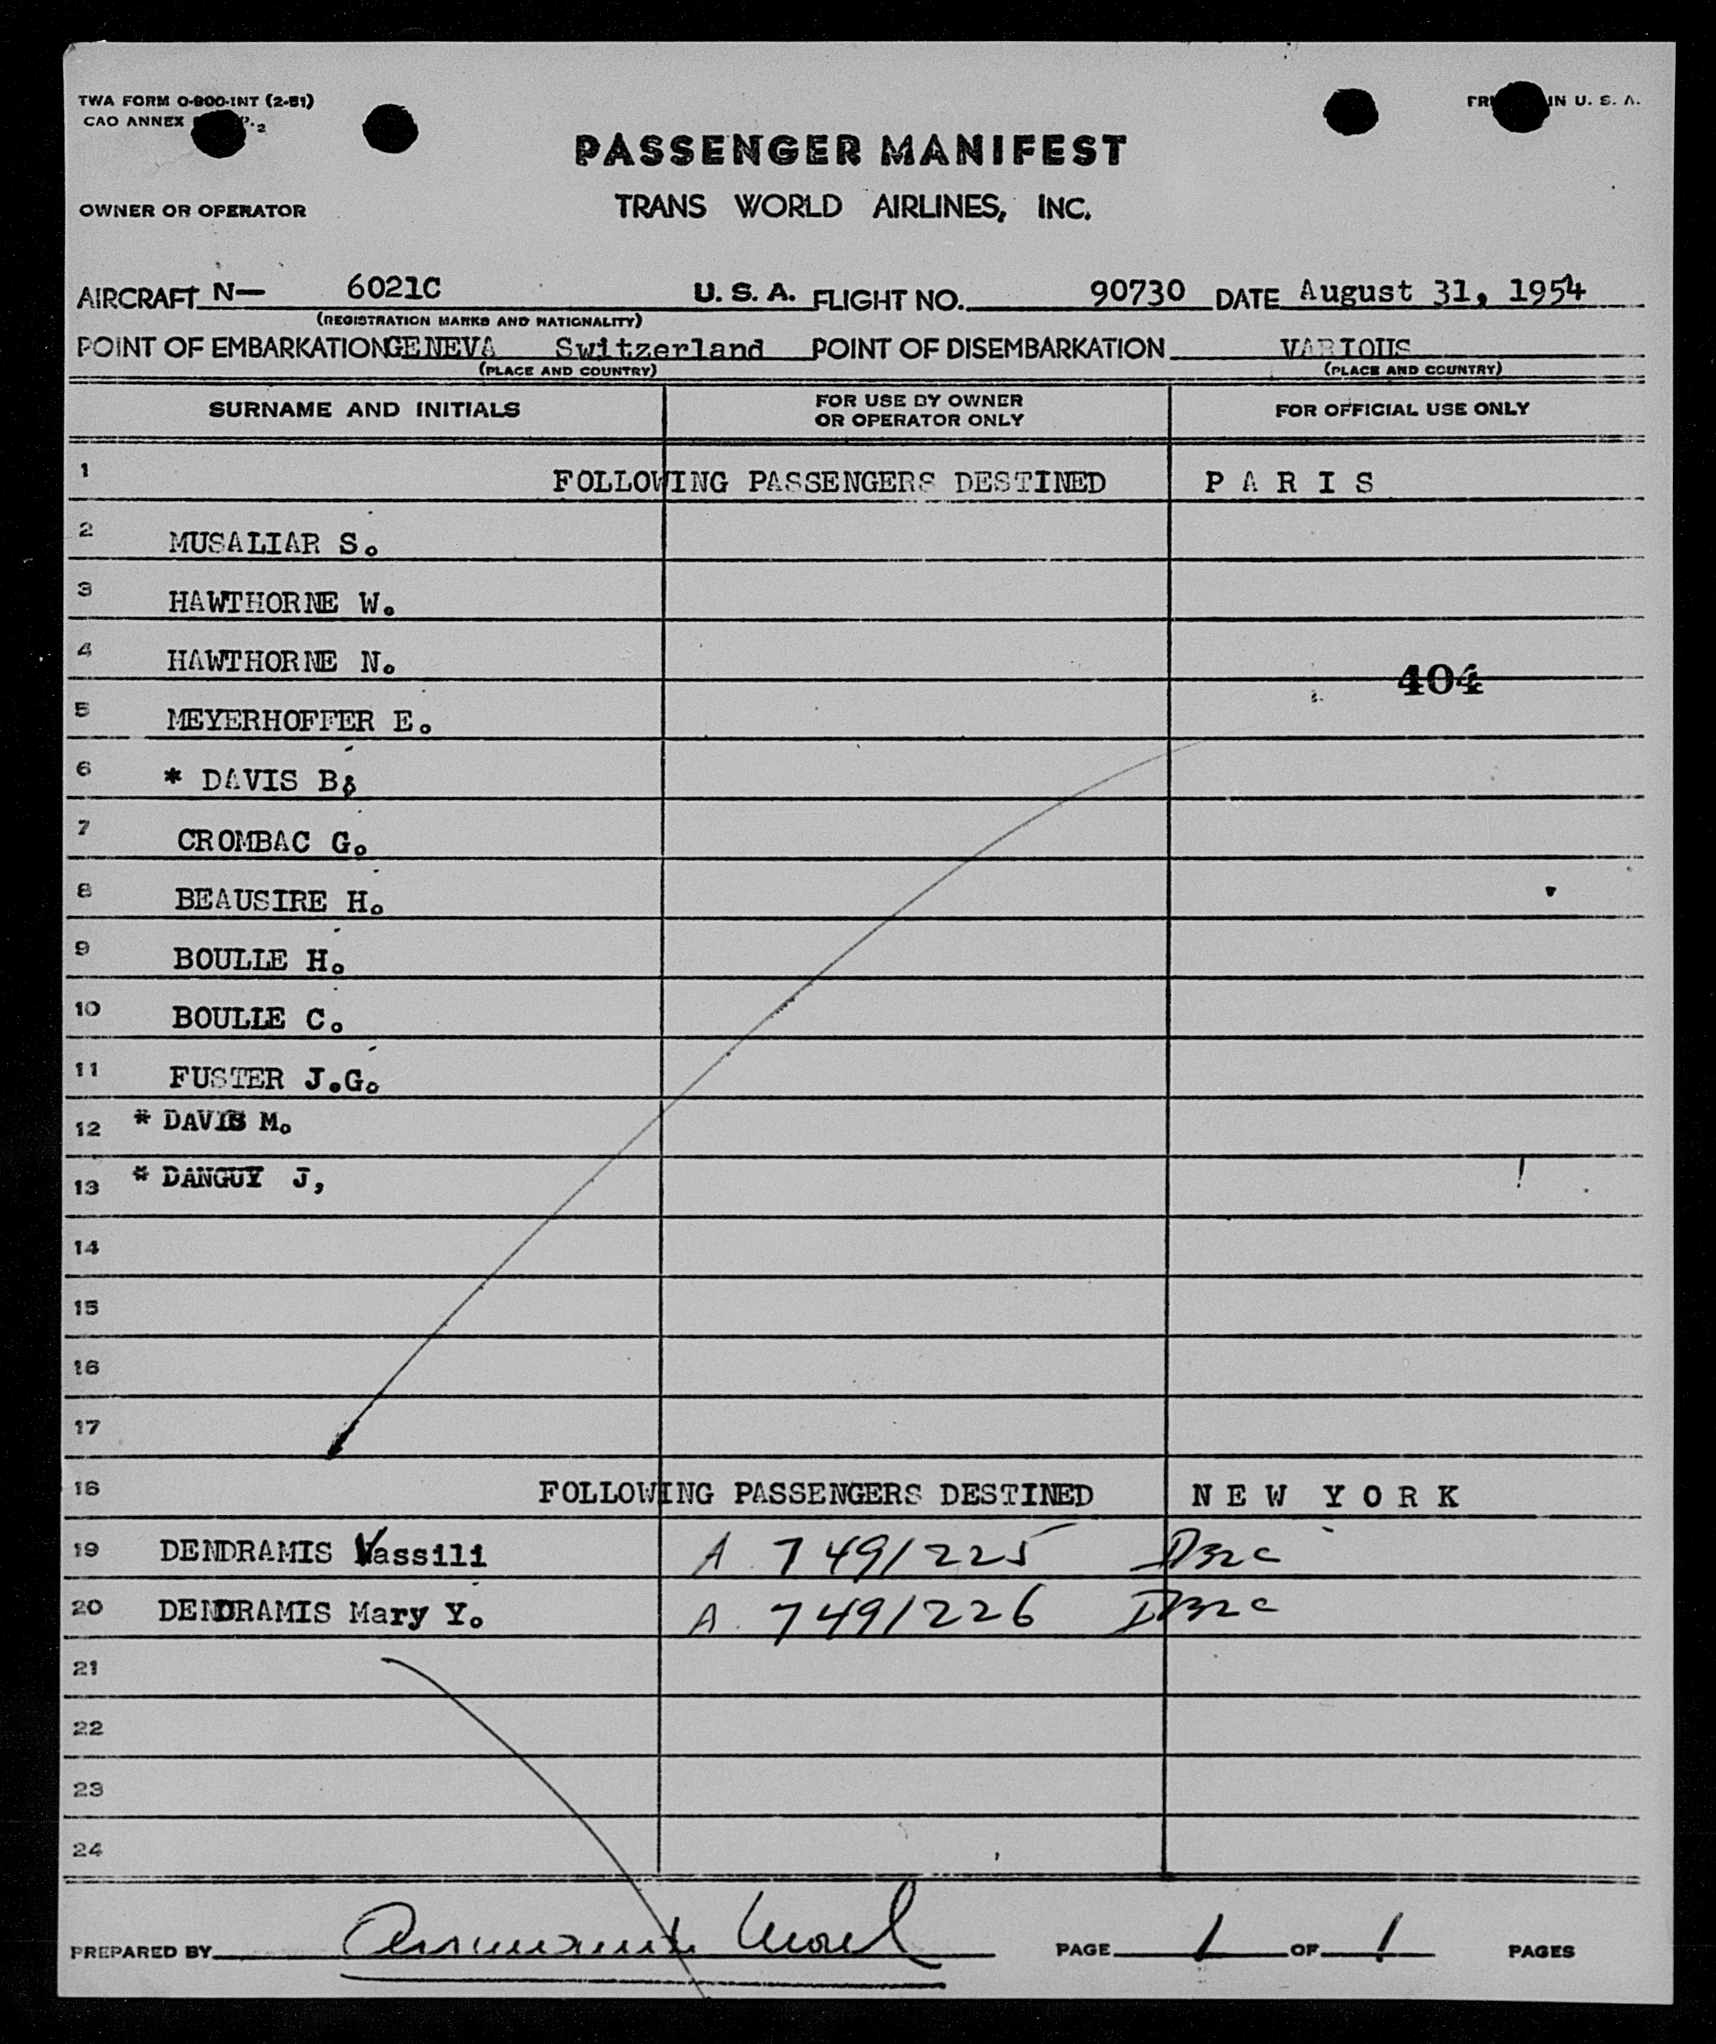 TWA FORM O-800-INT (2-51)
CAO ANNEX
IN U. S. A.
PASSENGER MANIFEST
OWNER OR OPERATOR TRANS WORLD AIRLINES, INC.
AIRCRAFT N— 6021C U. S. A. FLIGHT NO. 90730 DATE August 31, 1954
(REGISTRATION MARKS AND NATIONALITY)
POINT OF EMBARKATION GENEVA Switzerland POINT OF DISEMBARKATION VARIOUS
(PLACE AND COUNTRY) (PLACE AND COUNTRY)
SURNAME AND INITIALS FOR USE BY OWNER OR OPERATOR ONLY FOR OFFICIAL USE ONLY
1 FOLLOWING PASSENGERS DESTINED P A R I S
2 MUSALIAR S.
3 HAWTHORNE W.
4 HAWTHORNE N.
404
5 MEYERHOFFER E.
6 * DAVIS B.
7 CROMBAC G.
8 BEAUSIRE H.
9 BOULLE H.
10 BOULLE C.
11 FUSTER J.G.
12 * DAVIS M.
13 * DANGUY J,
14
15
16
17
18 FOLLOWING PASSENGERS DESTINED N E W Y O R K
19 DENDRAMIS Vassili A 749/225
20 DENDRAMIS Mary Y. A 749/226
21
22
23
24
PREPARED BY PAGE 1 OF 1 PAGES